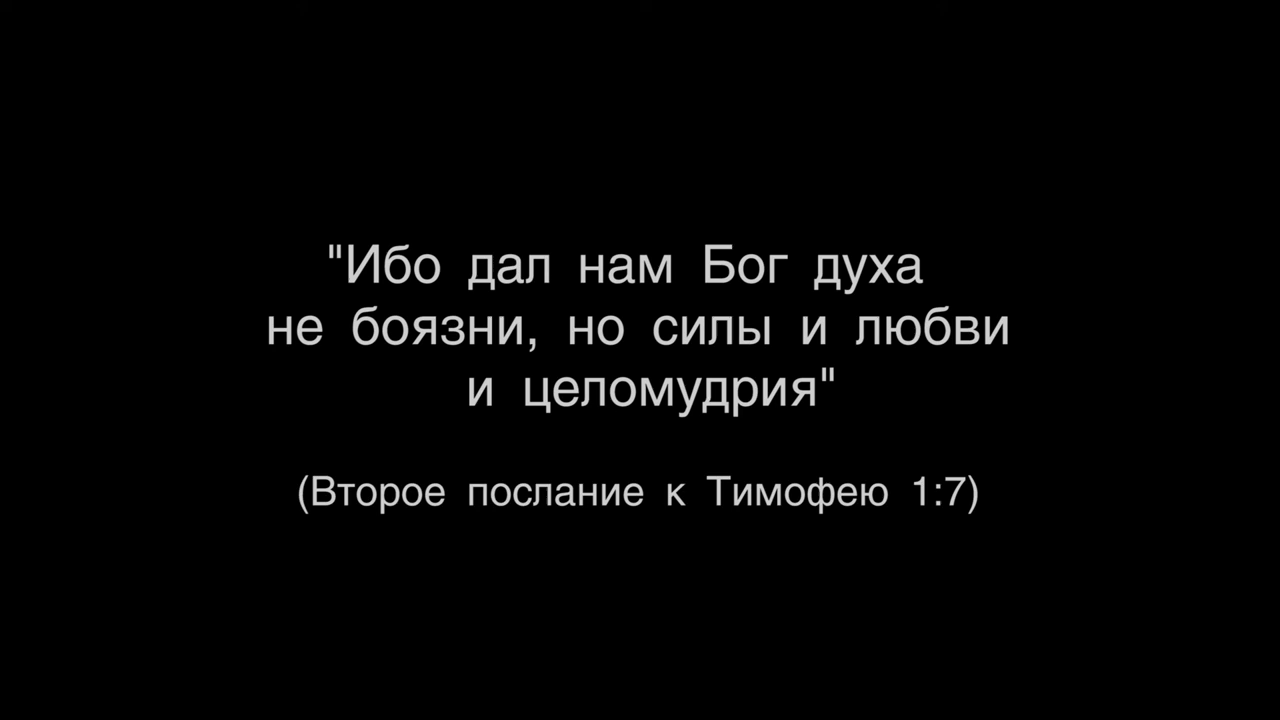 "Ибо дал нам Бог духа
не боязни, но силы и любви
и целомудрия"
(Второе послание к Тимофею 1:7)